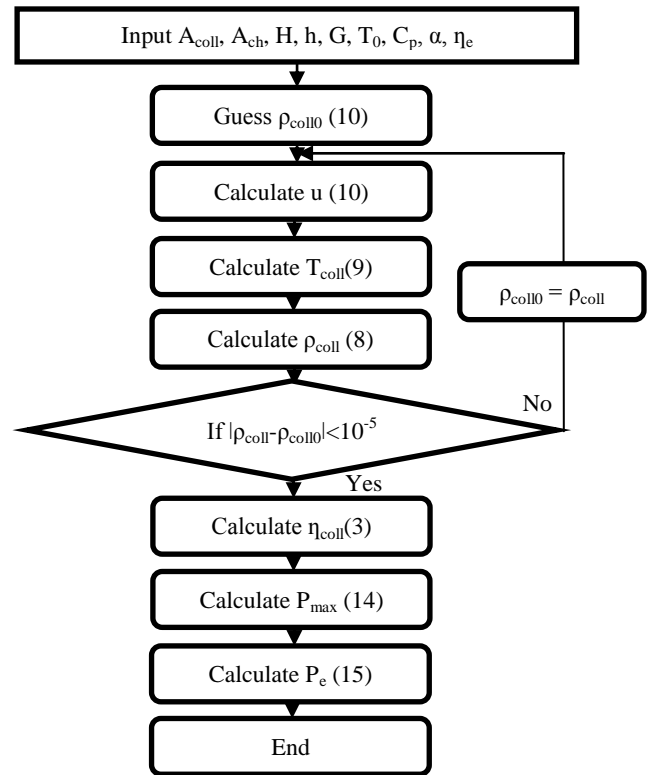 Input A_coll, A_ch, H, h, G, T_0, C_p, α, η_e
Guess ρ_coll0 (10)
Calculate u (10)
Calculate T_coll(9)
ρ_coll0 = ρ_coll
Calculate ρ_coll (8)
No
If |ρ_coll-ρ_coll0|<10^-5
Yes
Calculate η_coll(3)
Calculate P_max (14)
Calculate P_e (15)
End